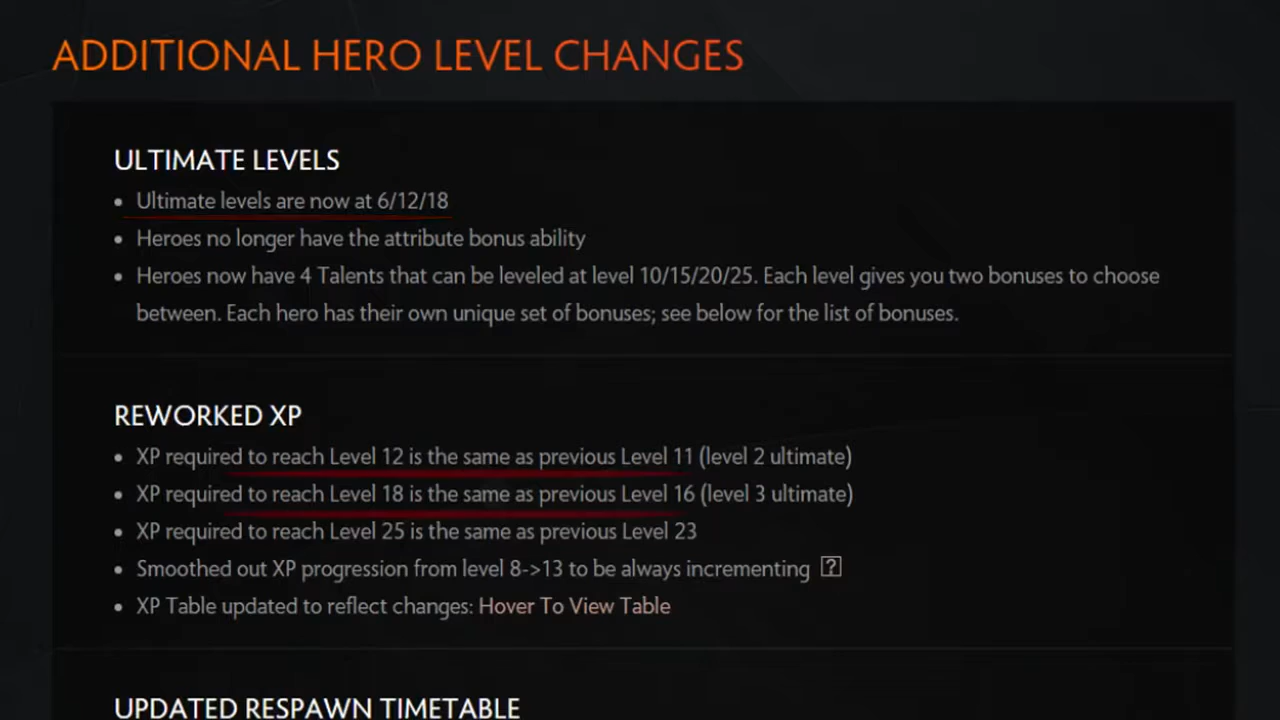 ADDITIONAL HERO LEVEL CHANGES
ULTIMATE LEVELS
• Ultimate levels are now at 6/12/18
• Heroes no longer have the attribute bonus ability
• Heroes now have 4 Talents that can be leveled at level 10/15/20/25. Each level gives you two bonuses to choose
between. Each hero has their own unique set of bonuses; see below for the list of bonuses.
REWORKED XP
• XP required to reach Level 12 is the same as previous Level 11 (level 2 ultimate)
• XP required to reach Level 18 is the same as previous Level 16 (level 3 ultimate)
• XP required to reach Level 25 is the same as previous Level 23
• Smoothed out XP progression from level 8->13 to be always incrementing ?
• XP Table updated to reflect changes: Hover To View Table
UPDATED RESPAWN TIMETABLE